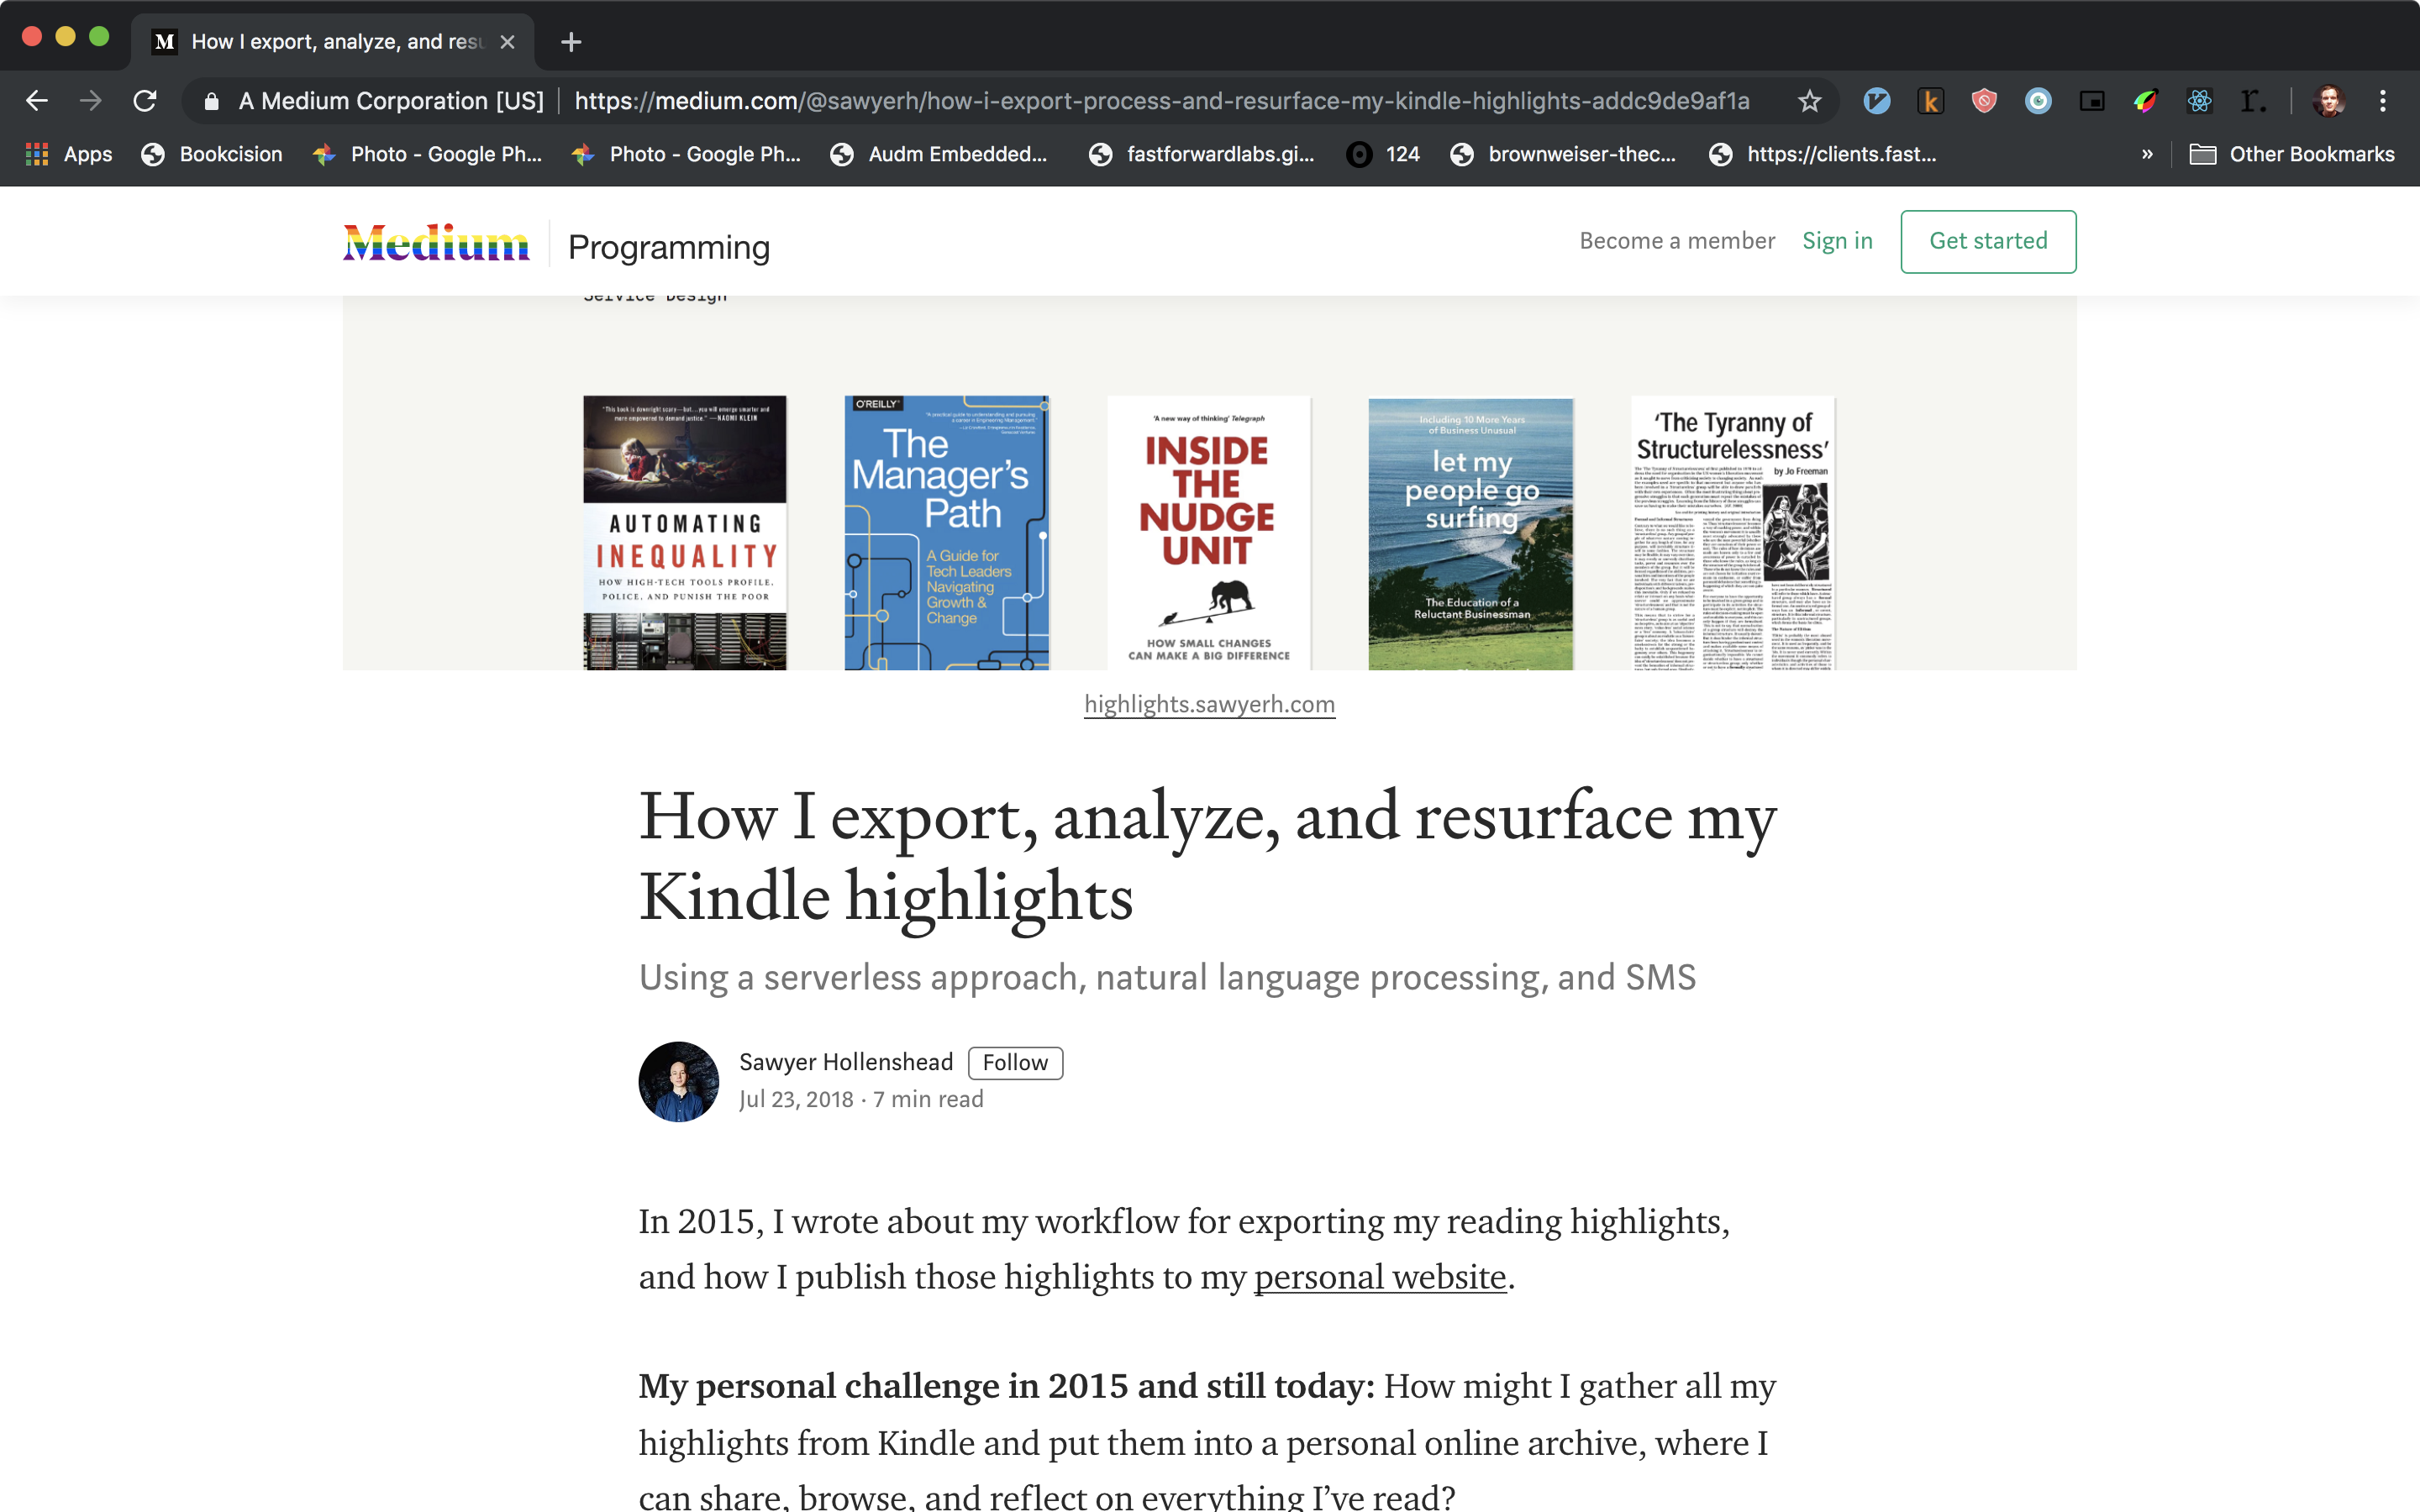 How I export, analyze, and resu
A Medium Corporation [US]
https://medium.com/@sawyerh/how-i-export-process-and-resurface-my-kindle-highlights-addc9de9af1a
Apps
Bookcision
Photo - Google Ph...
Photo - Google Ph...
Audm Embedded...
fastforwardlabs.gi...
124
brownweiser-thec...
https://clients.fast...
»
Other Bookmarks
Medium
Programming
Become a member
Sign in
Get started
Service Design
"This book is downright scary—but...you will emerge smarter and
more empowered to demand justice." —NAOMI KLEIN
AUTOMATING
INEQUALITY
HOW HIGH-TECH TOOLS PROFILE,
POLICE, AND PUNISH THE POOR
O'REILLY
The
Manager's
Path
A Guide for
Tech Leaders
Navigating
Growth &
Change
'A new way of thinking' Telegraph
INSIDE
THE
NUDGE
UNIT
HOW SMALL CHANGES
CAN MAKE A BIG DIFFERENCE
Including 10 More Years
of Business Unusual
let my
people go
surfing
The Education of a
Reluctant Businessman
'The Tyranny of
Structurelessness'
by Jo Freeman
highlights.sawyerh.com
How I export, analyze, and resurface my
Kindle highlights
Using a serverless approach, natural language processing, and SMS
Sawyer Hollenshead
Follow
Jul 23, 2018 · 7 min read
In 2015, I wrote about my workflow for exporting my reading highlights,
and how I publish those highlights to my personal website.
My personal challenge in 2015 and still today: How might I gather all my
highlights from Kindle and put them into a personal online archive, where I
can share, browse, and reflect on everything I've read?